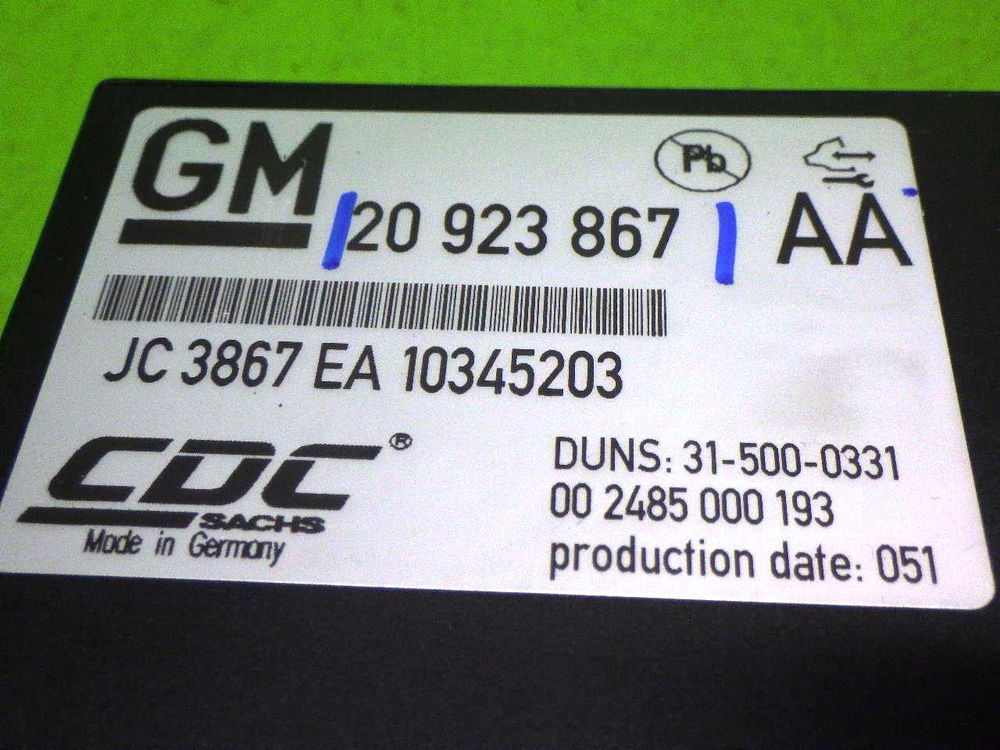 GM
Pb
20 923 867 AA
JC 3867 EA 10345203
CDC®
SACHS
Made in Germany
DUNS: 31-500-0331
00 2485 000 193
production date: 051